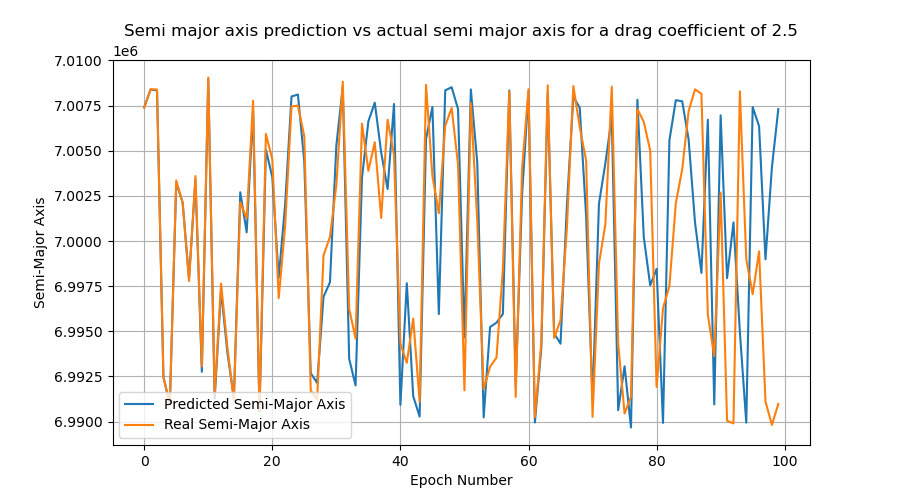 Semi major axis prediction vs actual semi major axis for a drag coefficient of 2.5
1e6
7.0100
7.0075
7.0050
7.0025
7.0000
6.9975
6.9950
6.9925
6.9900
Semi-Major Axis
Predicted Semi-Major Axis
Real Semi-Major Axis
0 20 40 60 80 100
Epoch Number